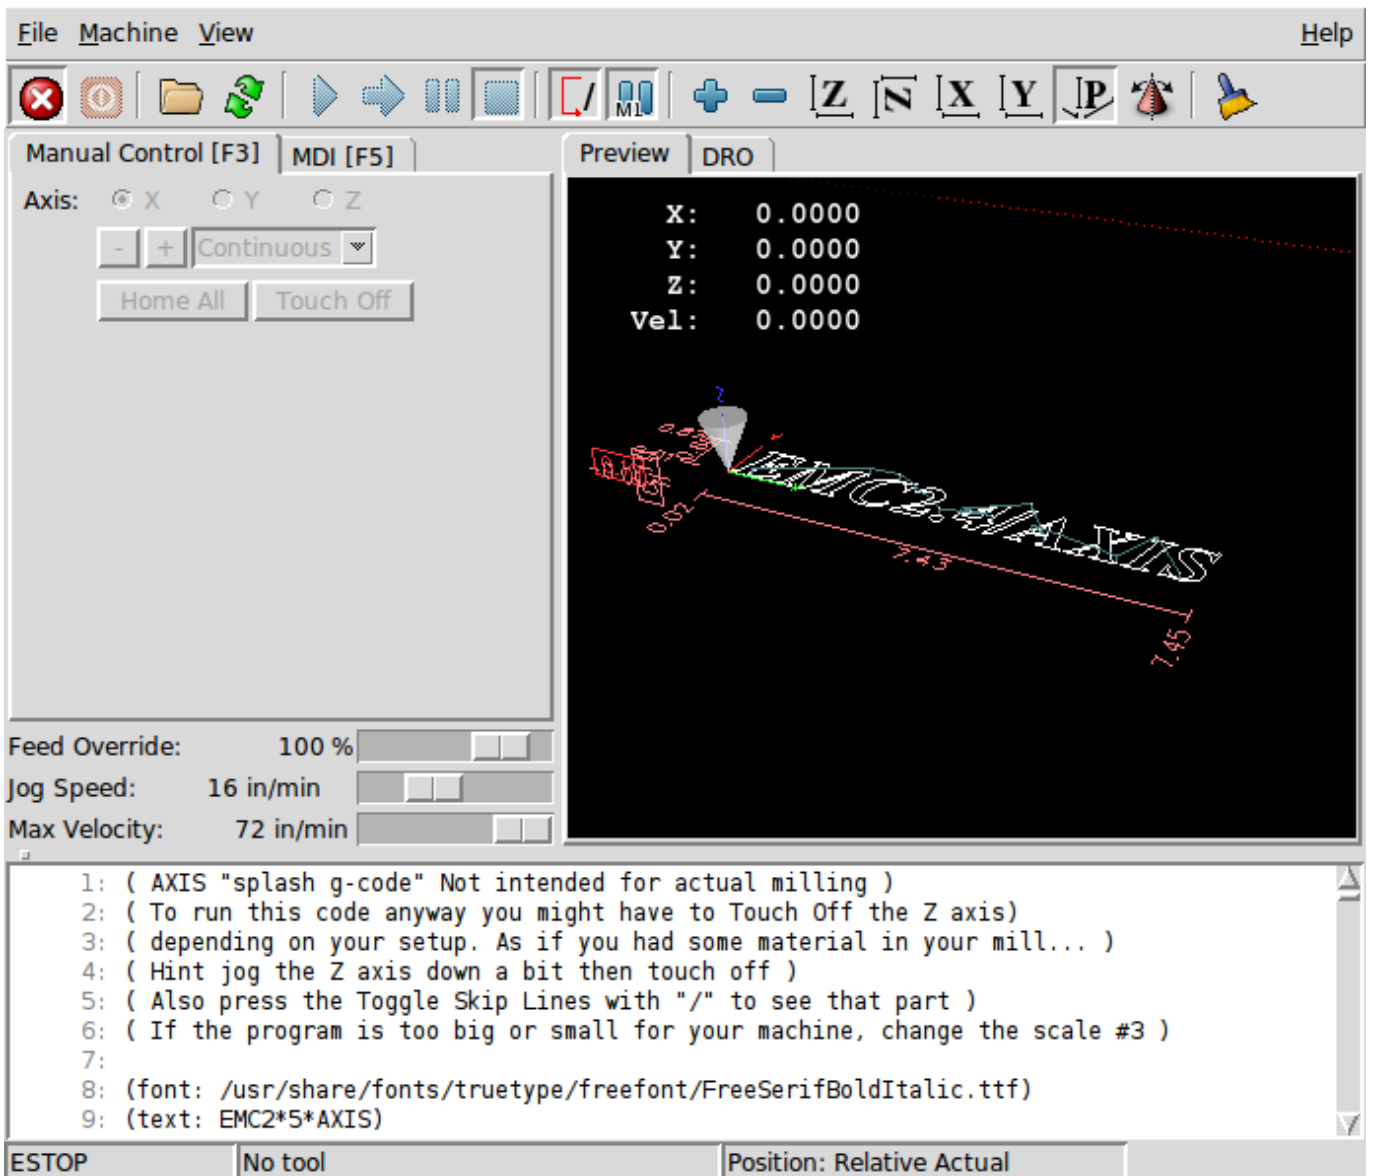 File Machine View Help
M1 Z N X Y P
Manual Control [F3] MDI [F5] Preview DRO
Axis: X Y Z
- + Continuous
Home All Touch Off
X: 0.0000
Y: 0.0000
Z: 0.0000
Vel: 0.0000
EMC2.4/AXIS
0.02
7.43
7.45
Feed Override: 100 %
Jog Speed: 16 in/min
Max Velocity: 72 in/min
1: ( AXIS "splash g-code" Not intended for actual milling )
2: ( To run this code anyway you might have to Touch Off the Z axis)
3: ( depending on your setup. As if you had some material in your mill... )
4: ( Hint jog the Z axis down a bit then touch off )
5: ( Also press the Toggle Skip Lines with "/" to see that part )
6: ( If the program is too big or small for your machine, change the scale #3 )
7:
8: (font: /usr/share/fonts/truetype/freefont/FreeSerifBoldItalic.ttf)
9: (text: EMC2*5*AXIS)
ESTOP No tool Position: Relative Actual